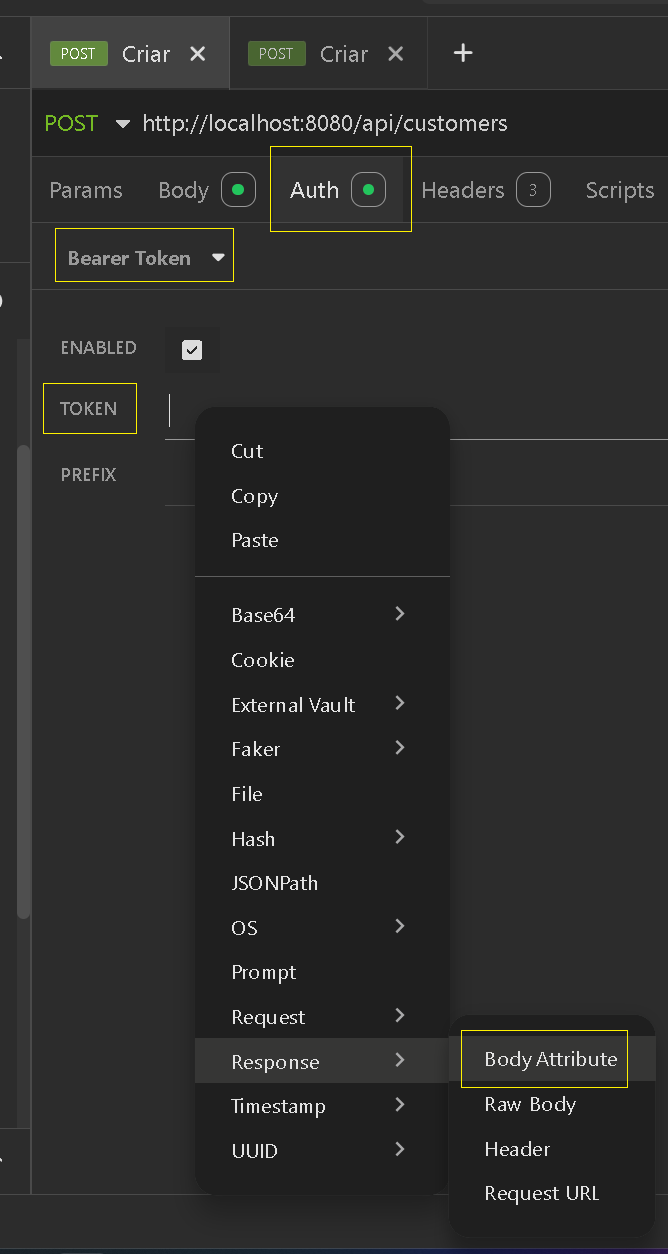 POST Criar POST Criar
POST http://localhost:8080/api/customers
Params Body Auth Headers 3 Scripts
Bearer Token
ENABLED
TOKEN
PREFIX
Cut
Copy
Paste
Base64
Cookie
External Vault
Faker
File
Hash
JSONPath
OS
Prompt
Request
Response
Timestamp
UUID
Body Attribute
Raw Body
Header
Request URL